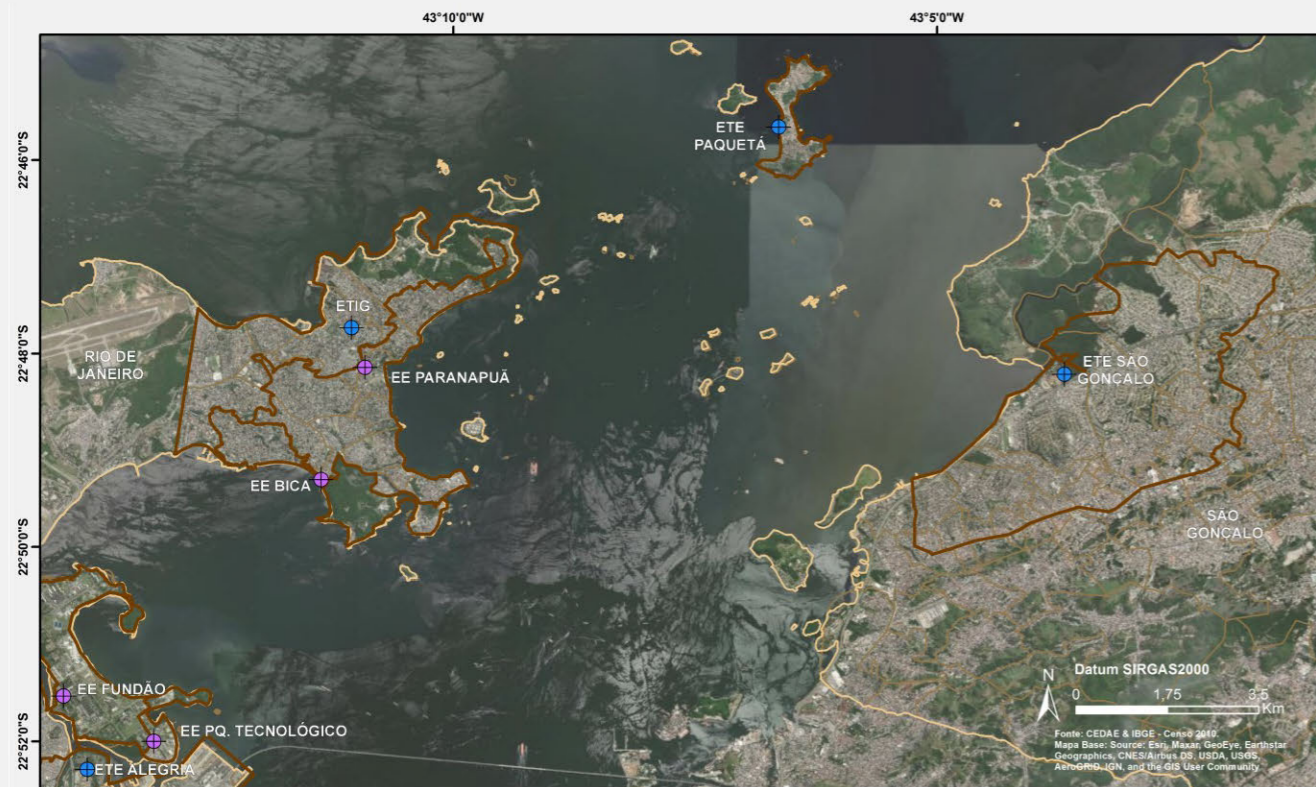 43°10'0"W
43°5'0"W
22°46'0"S
22°48'0"S
22°50'0"S
22°52'0"S
ETE
PAQUETÁ
ETIG
RIO DE
JANEIRO
EE PARANAPUÃ
ETE SÃO
GONÇALO
EE BICA
SÃO
GONÇALO
EE FUNDÃO
EE PQ. TECNOLÓGICO
ETE ALEGRIA
N
Datum SIRGAS2000
0 1,75 3,5
Km
Fonte: CEDAE & IBGE - Censo 2010.
Mapa Base: Source: Esri, Maxar, GeoEye, Earthstar
Geographics, CNES/Airbus DS, USDA, USGS,
AeroGRID, IGN, and the GIS User Community